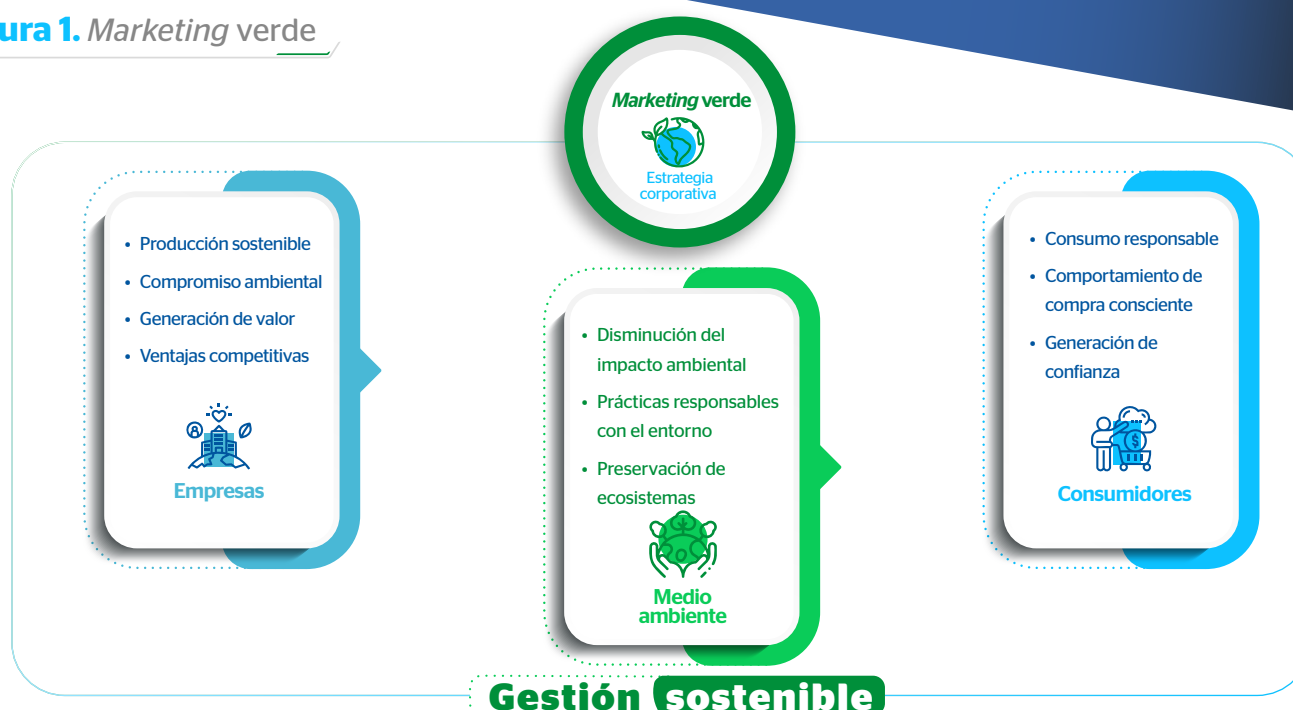 ura 1. Marketing verde
Marketing verde
Estrategia
corporativa
• Producción sostenible
• Compromiso ambiental
• Generación de valor
• Ventajas competitivas
Empresas
• Disminución del
impacto ambiental
• Prácticas responsables
con el entorno
• Preservación de
ecosistemas
Medio
ambiente
• Consumo responsable
• Comportamiento de
compra consciente
• Generación de
confianza
$
Consumidores
Gestión sostenible